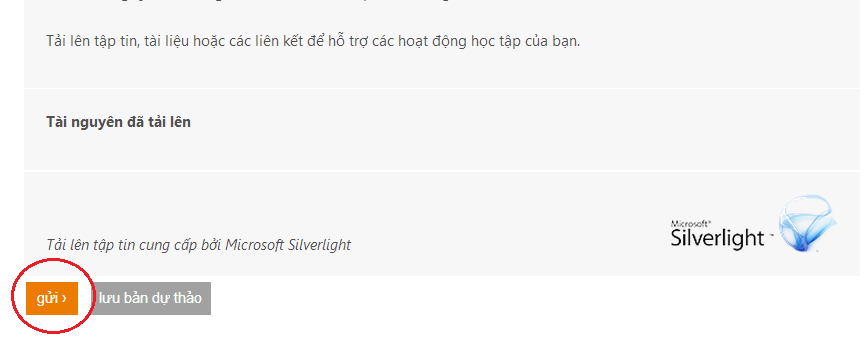 Tải lên tập tin, tài liệu hoặc các liên kết để hỗ trợ các hoạt động học tập của bạn.
Tài nguyên đã tải lên
Microsoft®
Silverlight™
Tải lên tập tin cung cấp bởi Microsoft Silverlight
gửi ›
lưu bản dự thảo